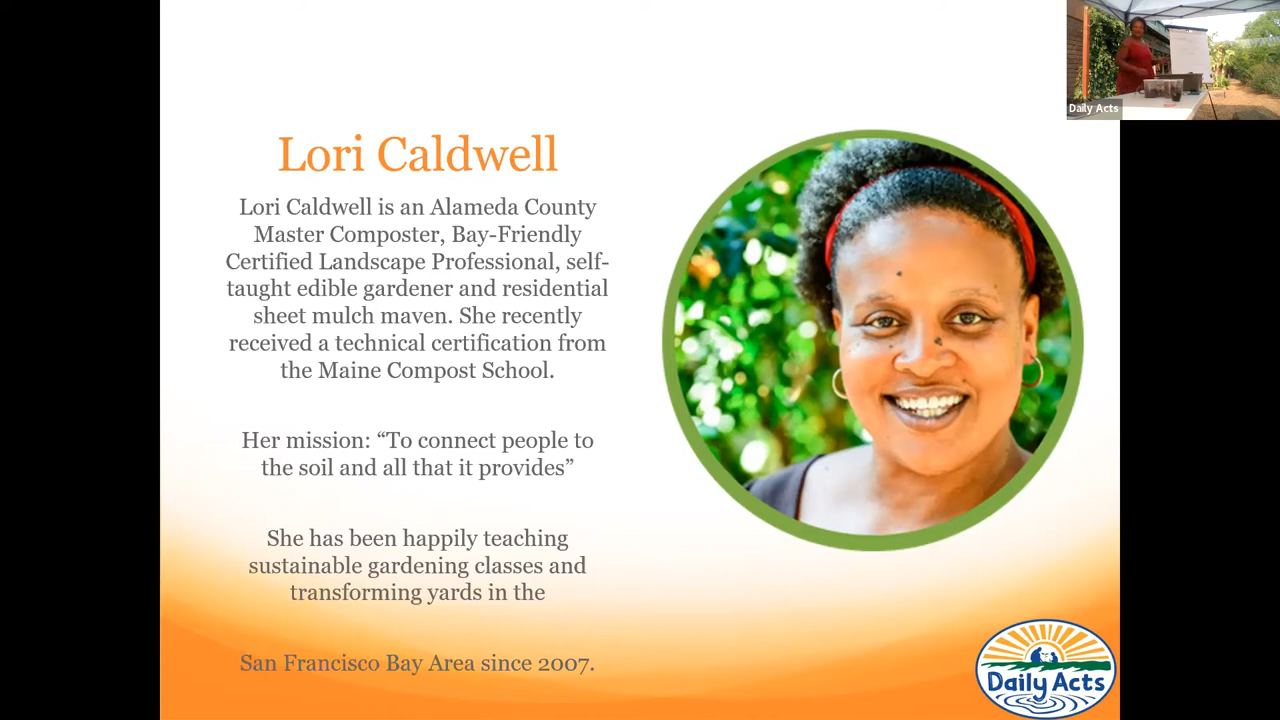 Lori Caldwell
Lori Caldwell is an Alameda County
Master Composter, Bay-Friendly
Certified Landscape Professional, self-
taught edible gardener and residential
sheet mulch maven. She recently
received a technical certification from
the Maine Compost School.
Her mission: “To connect people to
the soil and all that it provides”
She has been happily teaching
sustainable gardening classes and
transforming yards in the
San Francisco Bay Area since 2007.
Daily Acts
Daily Acts